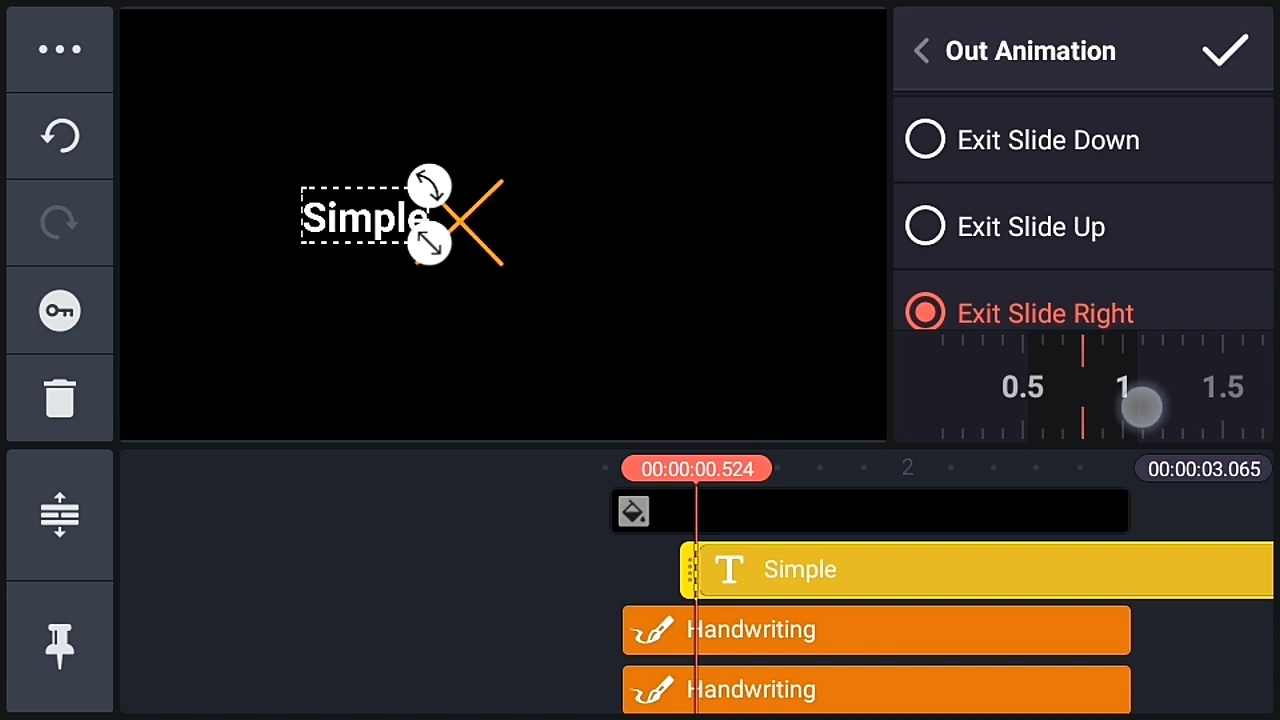 Out Animation
Exit Slide Down
Exit Slide Up
Exit Slide Right
0.5 1 1.5
Simple
00:00:00.524
2
00:00:03.065
T Simple
Handwriting
Handwriting